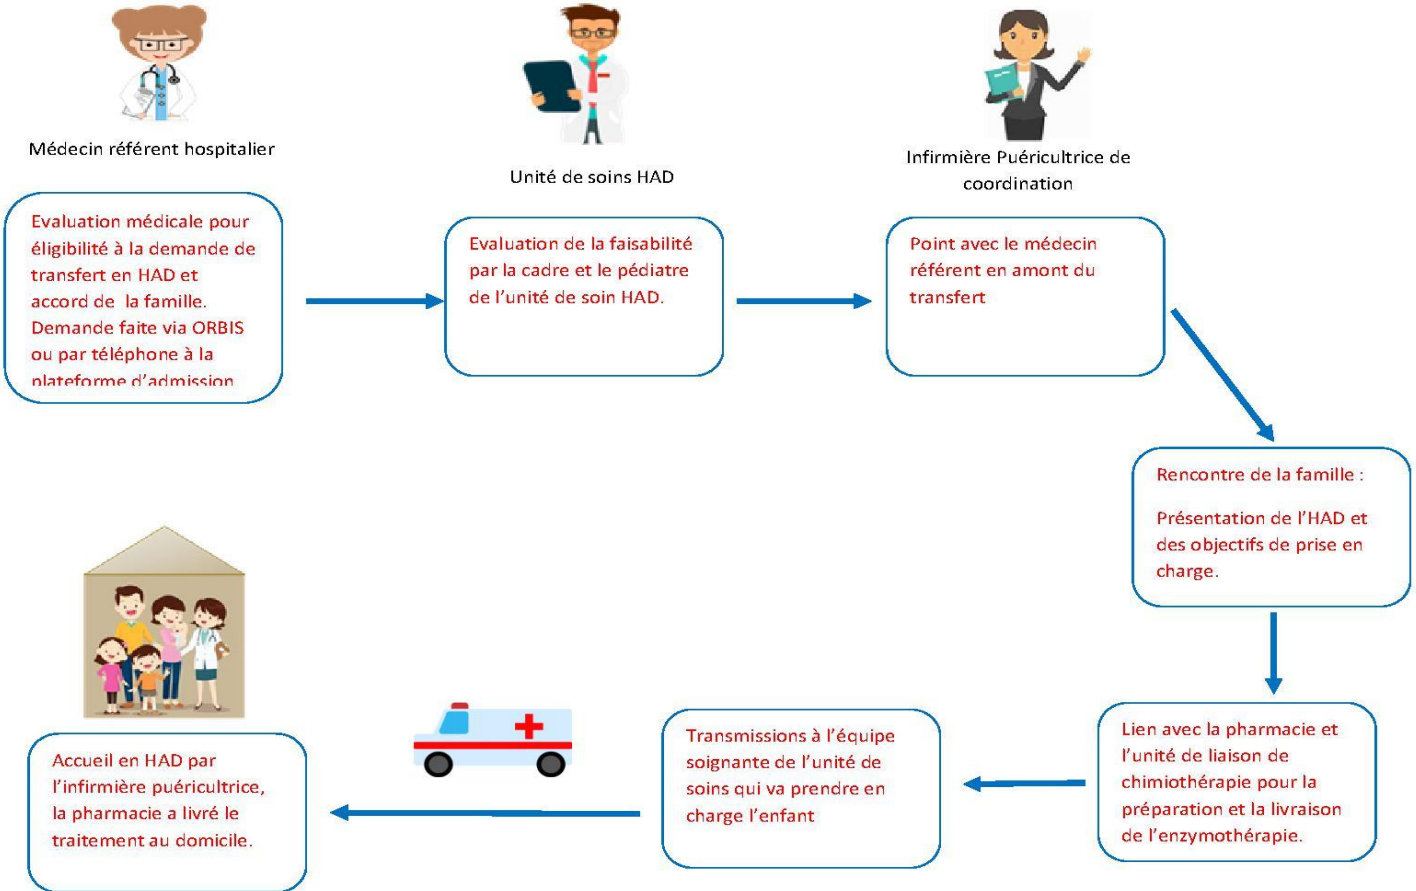 Médecin référent hospitalier
Unité de soins HAD
Infirmière Puéricultrice de
coordination
Evaluation médicale pour
éligibilité à la demande de
transfert en HAD et
accord de la famille.
Demande faite via ORBIS
ou par téléphone à la
plateforme d'admission
Evaluation de la faisabilité
par la cadre et le pédiatre
de l'unité de soin HAD.
Point avec le médecin
référent en amont du
transfert
Rencontre de la famille :
Présentation de l'HAD et
des objectifs de prise en
charge.
Lien avec la pharmacie et
l'unité de liaison de
chimiothérapie pour la
préparation et la livraison
de l'enzymothérapie.
Transmissions à l'équipe
soignante de l'unité de
soins qui va prendre en
charge l'enfant
Accueil en HAD par
l'infirmière puéricultrice,
la pharmacie a livré le
traitement au domicile.